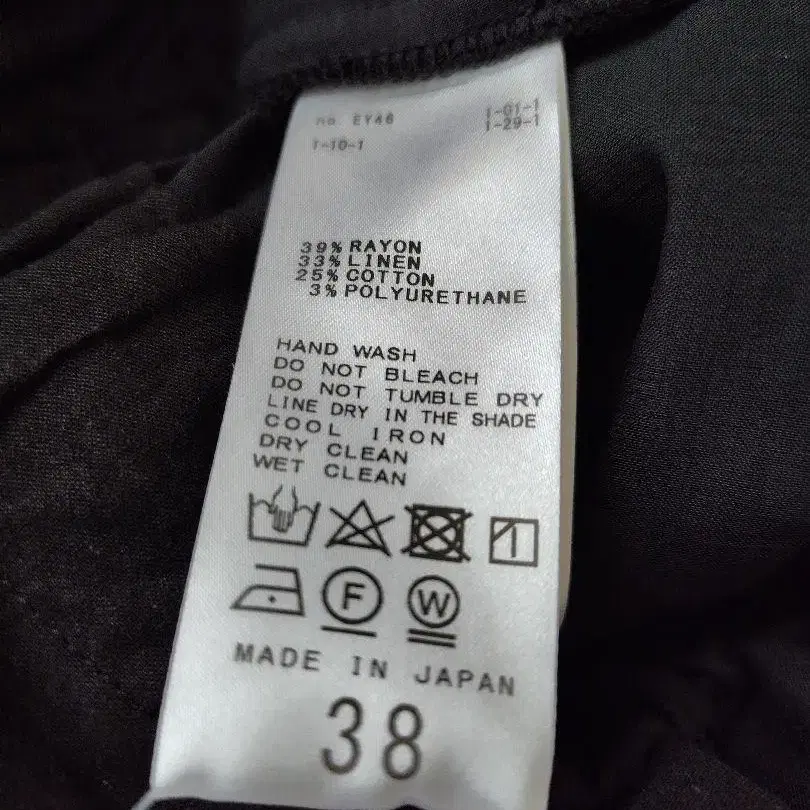 no. EY46
1-01-1
1-29-1
1-10-1
39% RAYON
33% LINEN
25% COTTON
3% POLYURETHANE
HAND WASH
DO NOT BLEACH
DO NOT TUMBLE DRY
LINE DRY IN THE SHADE
COOL IRON
DRY CLEAN
WET CLEAN
F W
MADE IN JAPAN
38